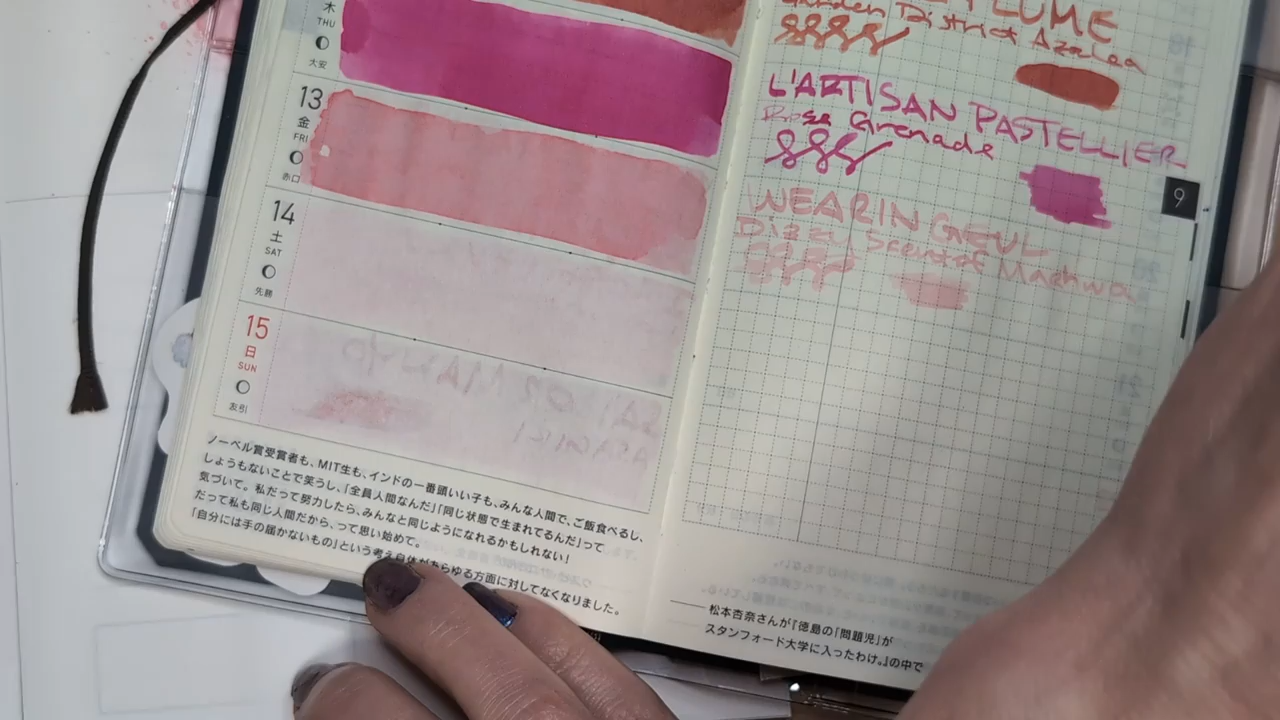 木
THU
大安
13
金
FRI
赤口
14
土
SAT
先勝
15
日
SUN
友引
ノーベル賞受賞者も、MIT生も、インドの一番頭いい子も、みんな人間で、ご飯食べるし、
しょうもないことで笑うし、「全員人間なんだ」「同じ状態で生まれてるんだ」って
気づいて。私だって努力したら、みんなと同じようになれるかもしれない！
だって私も同じ人間だから、って思い始めて。
「自分には手の届かないもの」という考え自体があらゆる方面に対してなくなりました。
PLUME
Garden District Azalea
L'ARTISAN PASTELLIER
Rosa Grenade
WEARINGEUL
Dizzy Scent of Maehwa
9
松本杏奈さんが『徳島の「問題児」が
スタンフォード大学に入ったわけ。』の中で